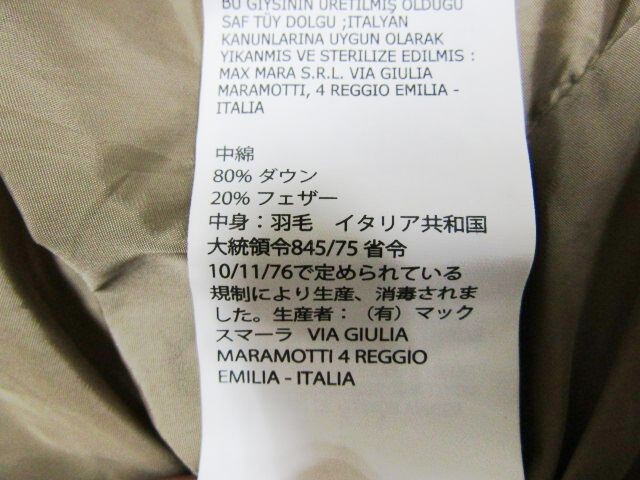 BU GİYSİNİN ÜRETİLMİŞ OLDUĞU
SAF TÜY DOLGU ;ITALYAN
KANUNLARINA UYGUN OLARAK
YIKANMIS VE STERILIZE EDILMIS :
MAX MARA S.R.L. VIA GIULIA
MARAMOTTI, 4 REGGIO EMILIA -
ITALIA
中綿
80% ダウン
20% フェザー
中身：羽毛　イタリア共和国
大統領令845/75 省令
10/11/76で定められている
規制により生産、消毒されま
した。生産者：（有）マック
スマーラ　VIA GIULIA
MARAMOTTI 4 REGGIO
EMILIA - ITALIA